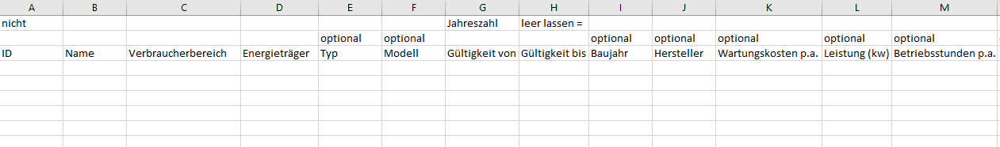 A B C D E F G H I J K L M
nicht Jahreszahl leer lassen =
optional optional optional optional optional optional optional
ID Name Verbraucherbereich Energieträger Typ Modell Gültigkeit von Gültigkeit bis Baujahr Hersteller Wartungskosten p.a. Leistung (kw) Betriebsstunden p.a.